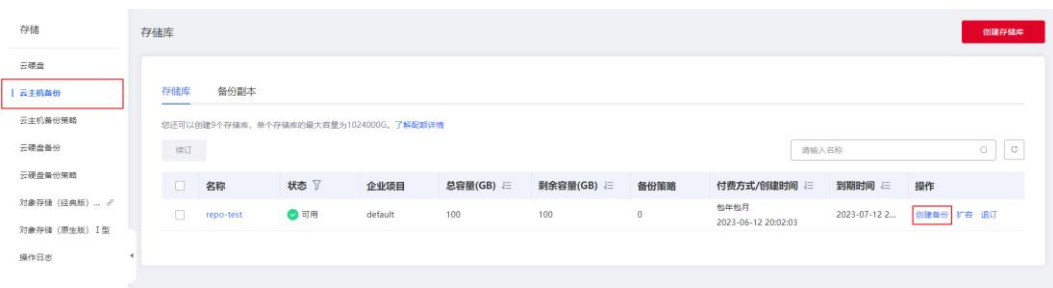 存储
存储库
创建存储库
云硬盘
云主机备份
云主机备份策略
云硬盘备份
云硬盘备份策略
对象存储（经典版）...
对象存储（原生版）I型
操作日志
存储库 备份副本
您还可以创建9个存储库，单个存储库的最大容量为1024000G。了解配额详情
续订
请输入名称
名称 状态 企业项目 总容量(GB) 剩余容量(GB) 备份策略 付费方式/创建时间 到期时间 操作
repo-test 可用 default 100 100 0 包年包月 2023-07-12 2... 创建备份 扩容 退订
2023-06-12 20:02:03